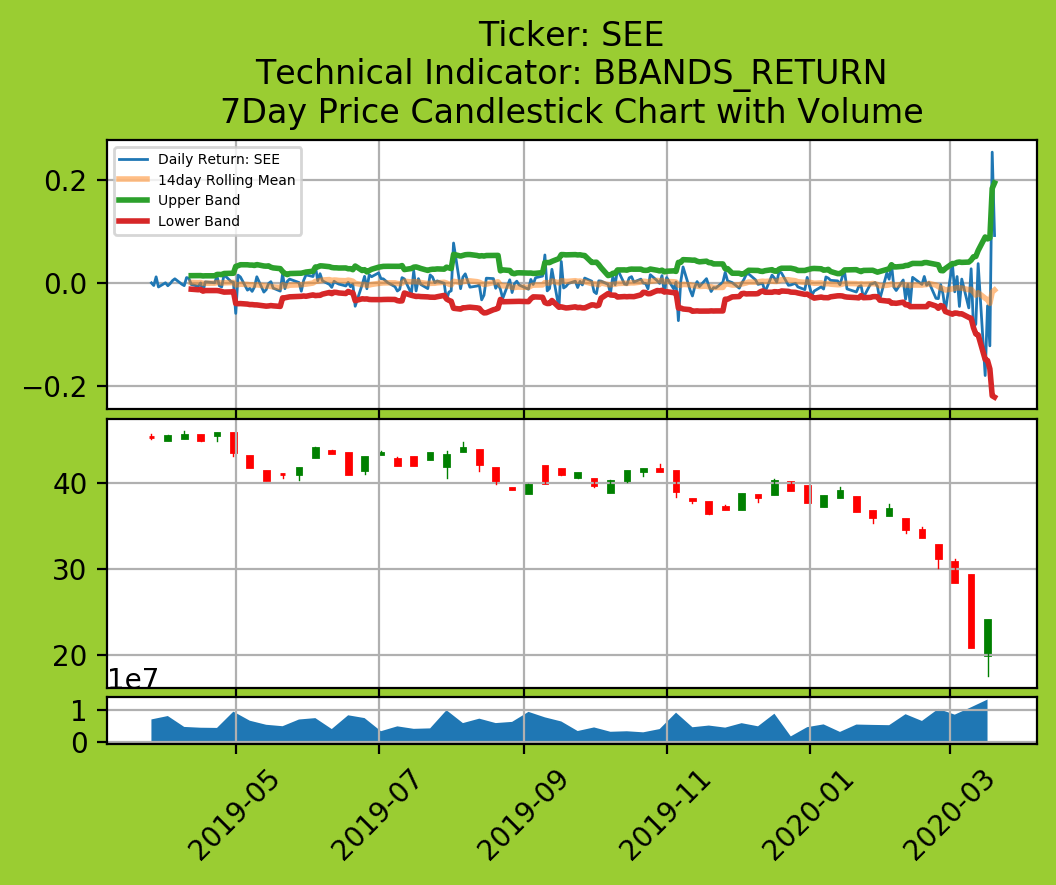 Ticker: SEE
Technical Indicator: BBANDS_RETURN
7Day Price Candlestick Chart with Volume
Daily Return: SEE
14day Rolling Mean
Upper Band
Lower Band
0.2
0.0
−0.2
40
30
20
1e7
1
0
2019-05
2019-07
2019-09
2019-11
2020-01
2020-03